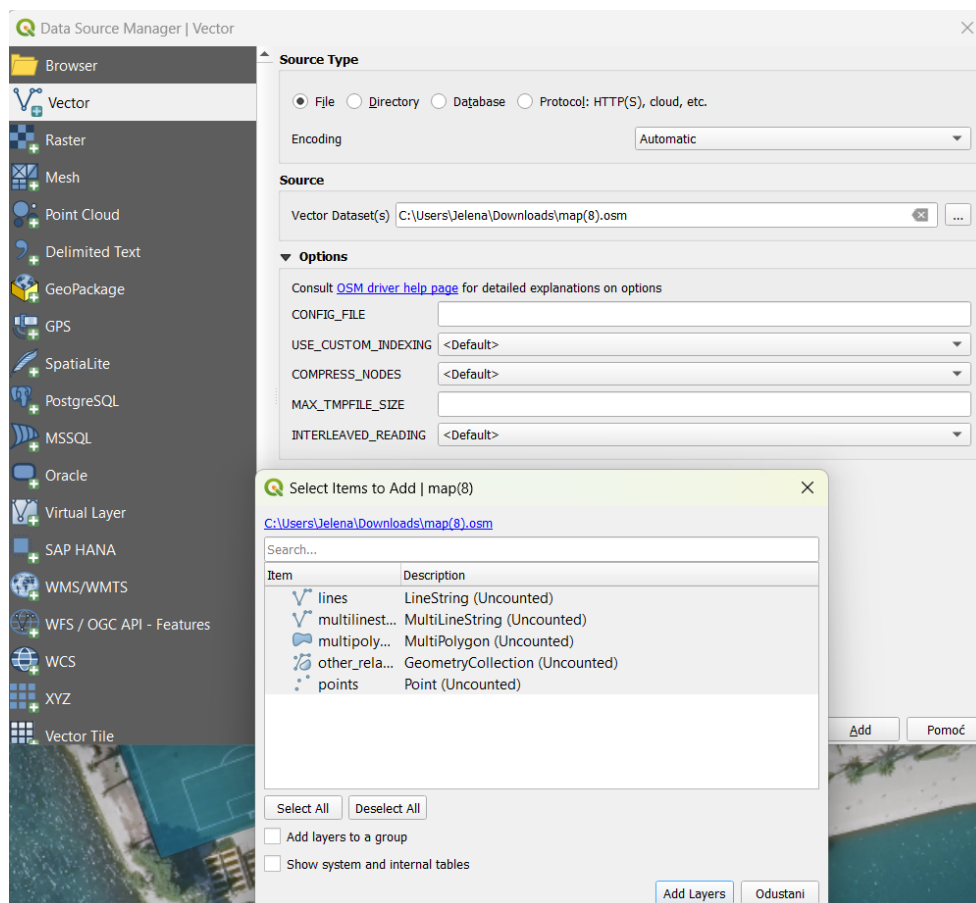 Data Source Manager | Vector
Browser
Vector
Raster
Mesh
Point Cloud
Delimited Text
GeoPackage
GPS
SpatiaLite
PostgreSQL
MSSQL
Oracle
Virtual Layer
SAP HANA
WMS/WMTS
WFS / OGC API - Features
WCS
XYZ
Vector Tile
Source Type
File Directory Database Protocol: HTTP(S), cloud, etc.
Encoding Automatic
Source
Vector Dataset(s) C:\Users\Jelena\Downloads\map(8).osm ...
Options
Consult OSM driver help page for detailed explanations on options
CONFIG_FILE
USE_CUSTOM_INDEXING <Default>
COMPRESS_NODES <Default>
MAX_TMPFILE_SIZE
INTERLEAVED_READING <Default>
Add Pomoć
Select Items to Add | map(8)
C:\Users\Jelena\Downloads\map(8).osm
Search...
Item Description
lines LineString (Uncounted)
multilinest... MultiLineString (Uncounted)
multipoly... MultiPolygon (Uncounted)
other_rela... GeometryCollection (Uncounted)
points Point (Uncounted)
Select All Deselect All
Add layers to a group
Show system and internal tables
Add Layers Odustani